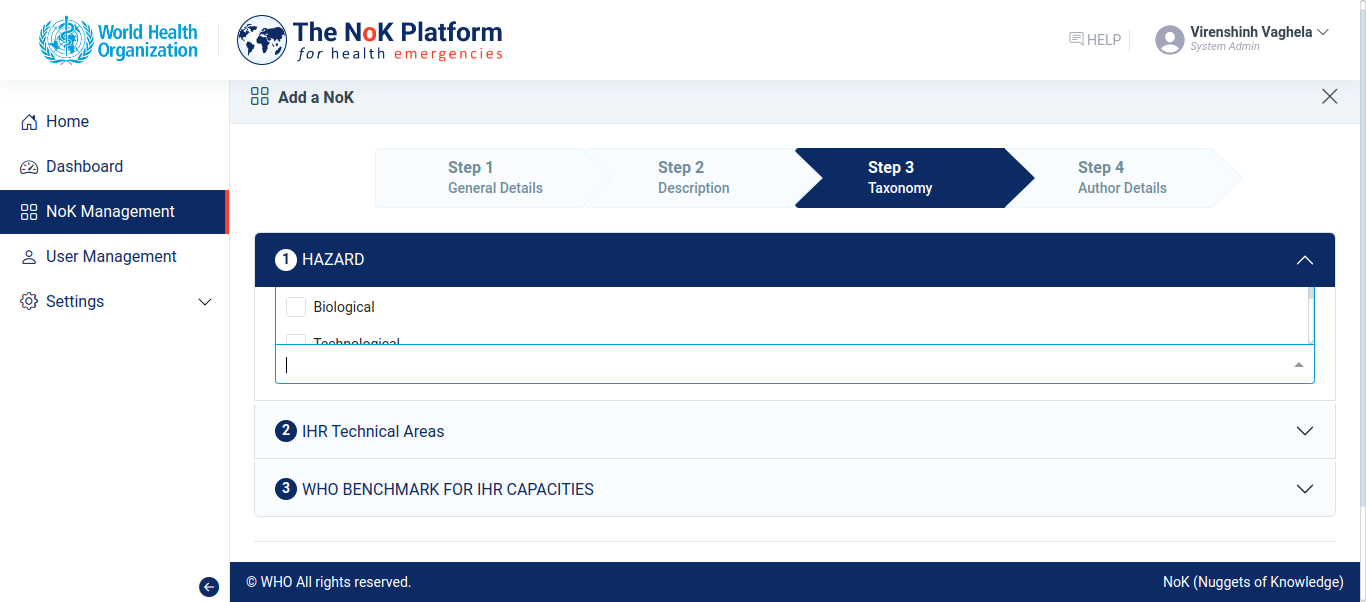 World Health
Organization
The NoK Platform
for health emergencies
HELP
Virenshinh Vaghela
System Admin
Home
Dashboard
NoK Management
User Management
Settings
Add a NoK
Step 1
General Details
Step 2
Description
Step 3
Taxonomy
Step 4
Author Details
1 HAZARD
Biological
Technological
2 IHR Technical Areas
3 WHO BENCHMARK FOR IHR CAPACITIES
© WHO All rights reserved.
NoK (Nuggets of Knowledge)